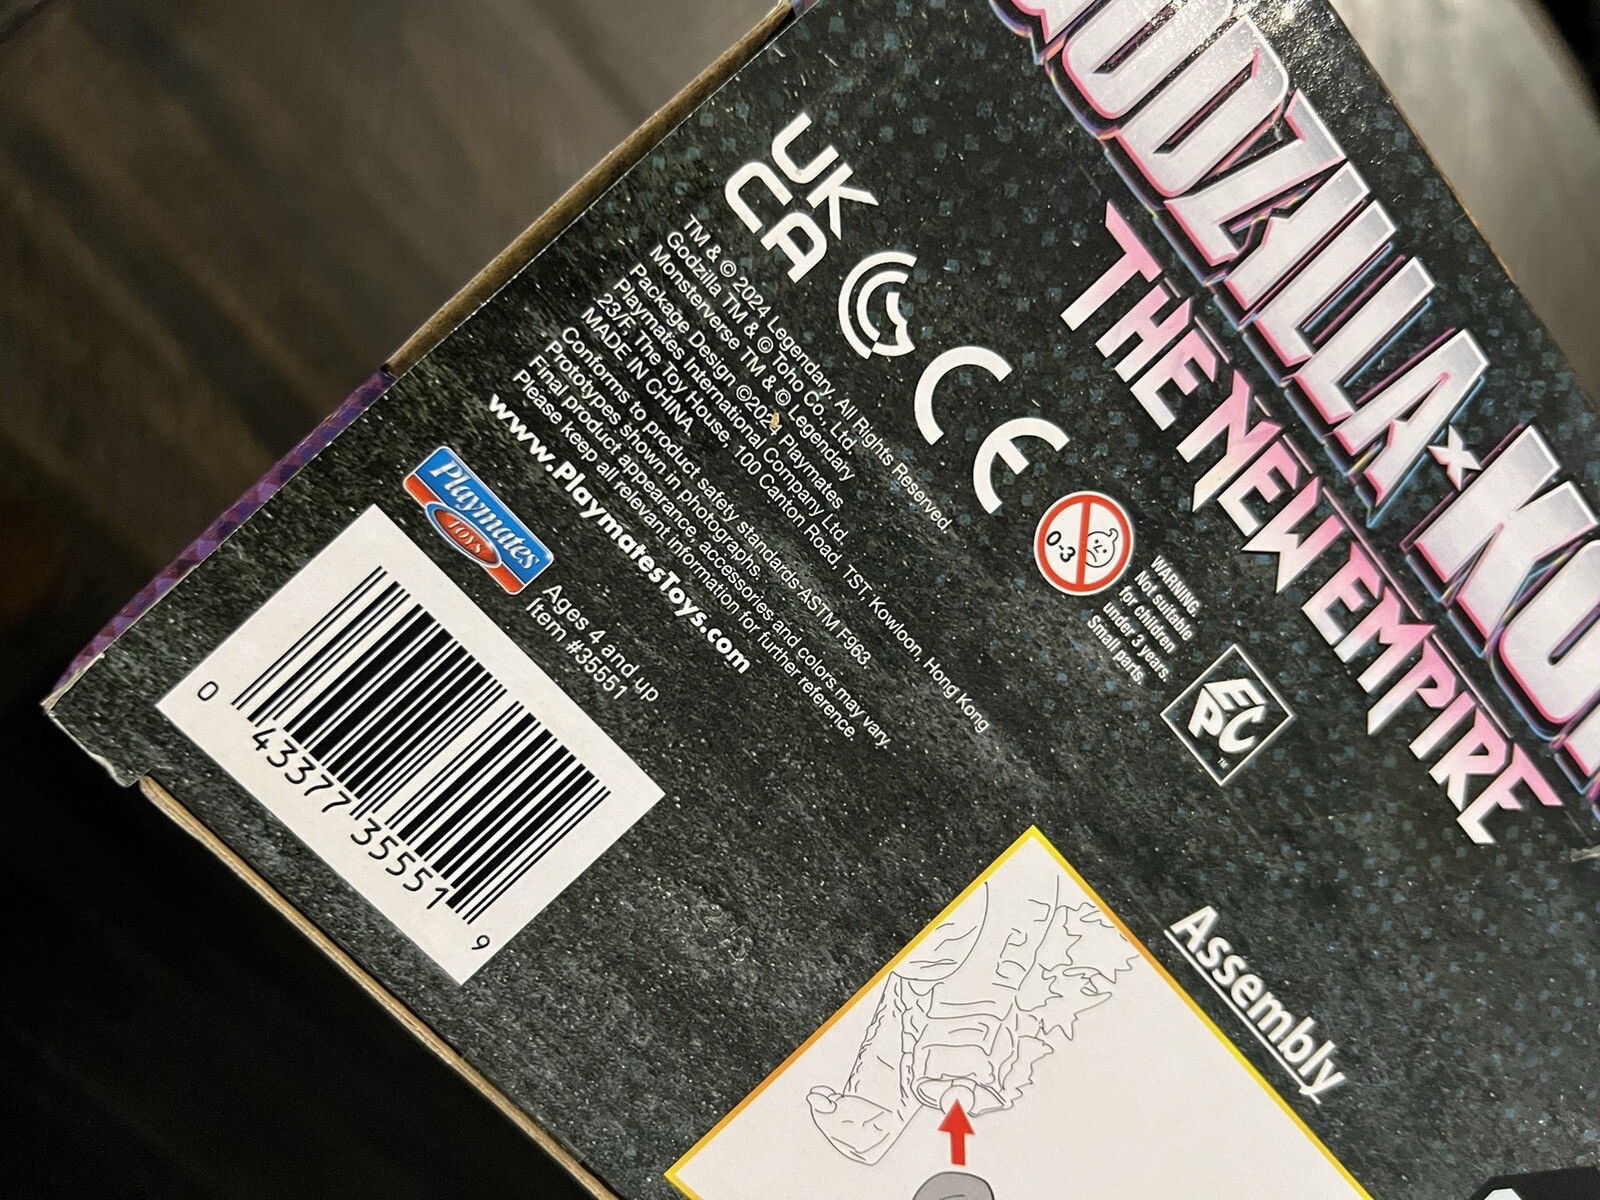 GODZILLA x KO
THE NEW EMPIRE
UK
CA
CE
TM & © 2024 Legendary. All Rights Reserved.
Godzilla TM & © Toho Co., Ltd.
Monsterverse TM & © Legendary
Package Design ©2024 Playmates
Playmates International Company Ltd.
23/F, The Toy House, 100 Canton Road, TST, Kowloon, Hong Kong
MADE IN CHINA
Conforms to product safety standards-ASTM F963.
Prototypes shown in photographs.
Final product appearance, accessories and colors may vary.
Please keep all relevant information for further reference.
www.PlaymatesToys.com
0-3
WARNING.
Not suitable
for children
under 3 years.
Small parts.
EPC
TM
Playmates
TOYS
Ages 4 and up
Item #35551
0 43377 35551 9
Assembly